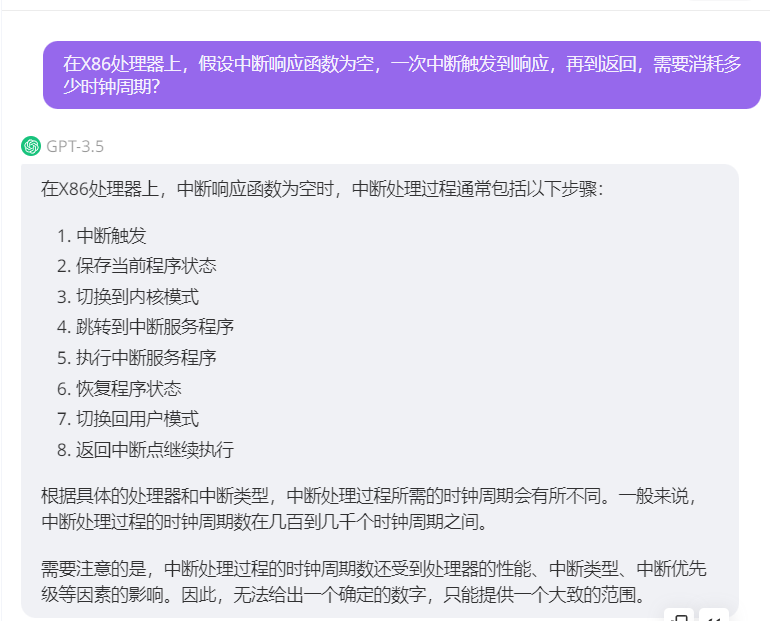 在X86处理器上，假设中断响应函数为空，一次中断触发到响应，再到返回，需要消耗多
少时钟周期？
GPT-3.5
在X86处理器上，中断响应函数为空时，中断处理过程通常包括以下步骤：
1. 中断触发
2. 保存当前程序状态
3. 切换到内核模式
4. 跳转到中断服务程序
5. 执行中断服务程序
6. 恢复程序状态
7. 切换回用户模式
8. 返回中断点继续执行
根据具体的处理器和中断类型，中断处理过程所需的时钟周期会有所不同。一般来说，
中断处理过程的时钟周期数在几百到几千个时钟周期之间。
需要注意的是，中断处理过程的时钟周期数还受到处理器的性能、中断类型、中断优先
级等因素的影响。因此，无法给出一个确定的数字，只能提供一个大致的范围。